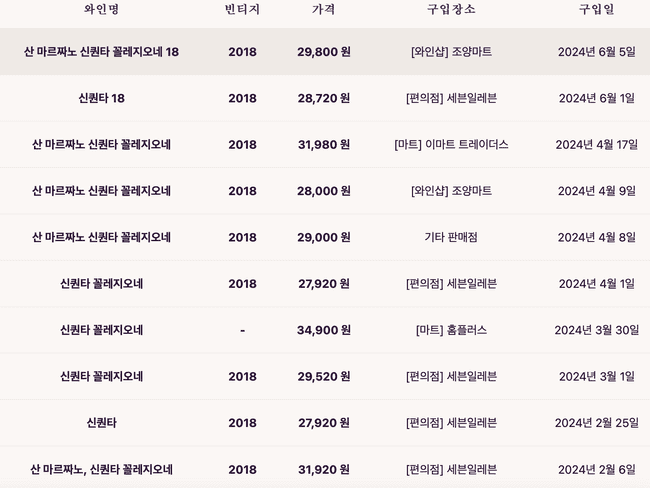 와인명 빈티지 가격 구입장소 구입일
산 마르짜노 신퀀타 꼴레지오네 18 2018 29,800 원 [와인샵] 조양마트 2024년 6월 5일
신퀀타 18 2018 28,720 원 [편의점] 세븐일레븐 2024년 6월 1일
산 마르짜노 신퀀타 꼴레지오네 2018 31,980 원 [마트] 이마트 트레이더스 2024년 4월 17일
산 마르짜노 신퀀타 꼴레지오네 2018 28,000 원 [와인샵] 조양마트 2024년 4월 9일
산 마르짜노 신퀀타 꼴레지오네 2018 29,000 원 기타 판매점 2024년 4월 8일
신퀀타 꼴레지오네 2018 27,920 원 [편의점] 세븐일레븐 2024년 4월 1일
신퀀타 꼴레지오네 - 34,900 원 [마트] 홈플러스 2024년 3월 30일
신퀀타 꼴레지오네 2018 29,520 원 [편의점] 세븐일레븐 2024년 3월 1일
신퀀타 2018 27,920 원 [편의점] 세븐일레븐 2024년 2월 25일
산 마르짜노, 신퀀타 꼴레지오네 2018 31,920 원 [편의점] 세븐일레븐 2024년 2월 6일